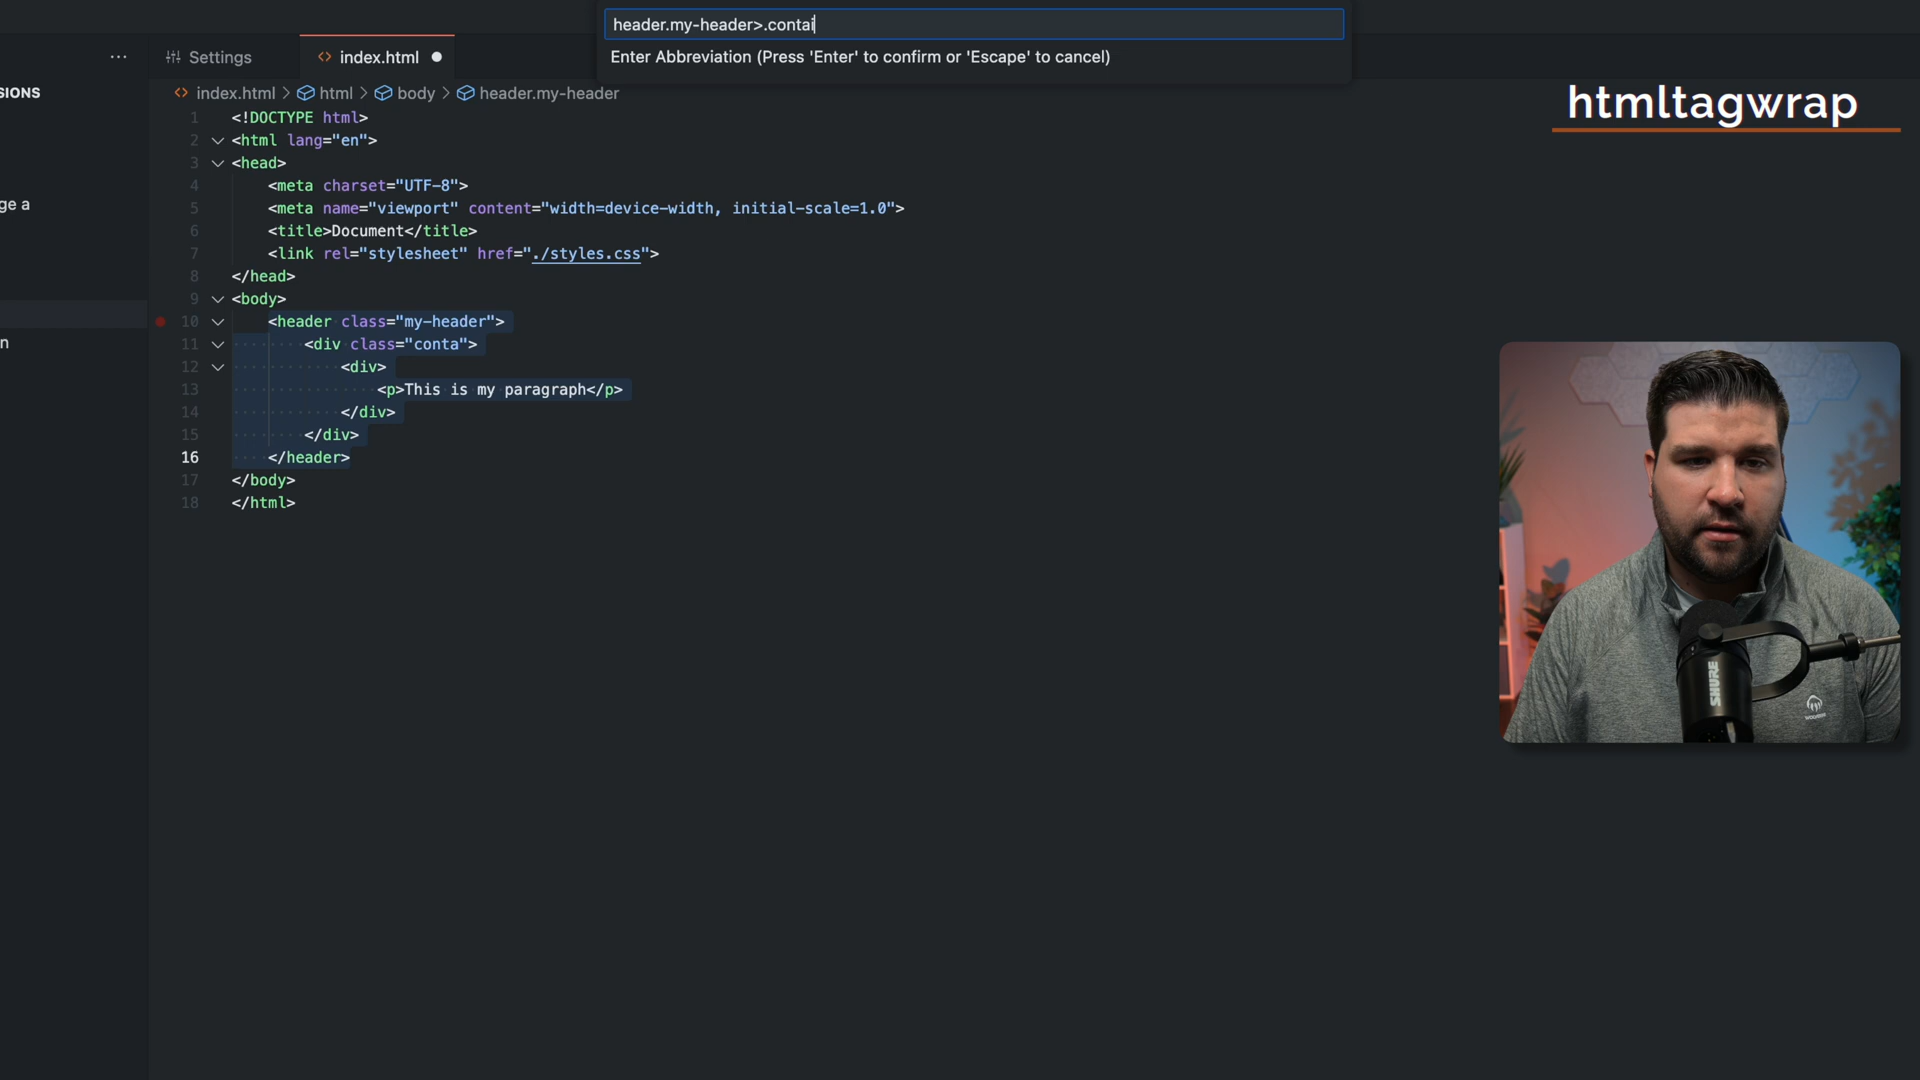 header.my-header>.contai
Enter Abbreviation (Press 'Enter' to confirm or 'Escape' to cancel)
Settings
index.html
htmltagwrap
SIONS
index.html > html > body > header.my-header
1 <!DOCTYPE html>
2 <html lang="en">
3 <head>
4 <meta charset="UTF-8">
5 <meta name="viewport" content="width=device-width, initial-scale=1.0">
ge a
6 <title>Document</title>
7 <link rel="stylesheet" href="./styles.css">
8 </head>
9 <body>
10 <header class="my-header">
11 <div class="conta">
n
12 <div>
13 <p>This is my paragraph</p>
14 </div>
15 </div>
16 </header>
17 </body>
18 </html>
SHURE